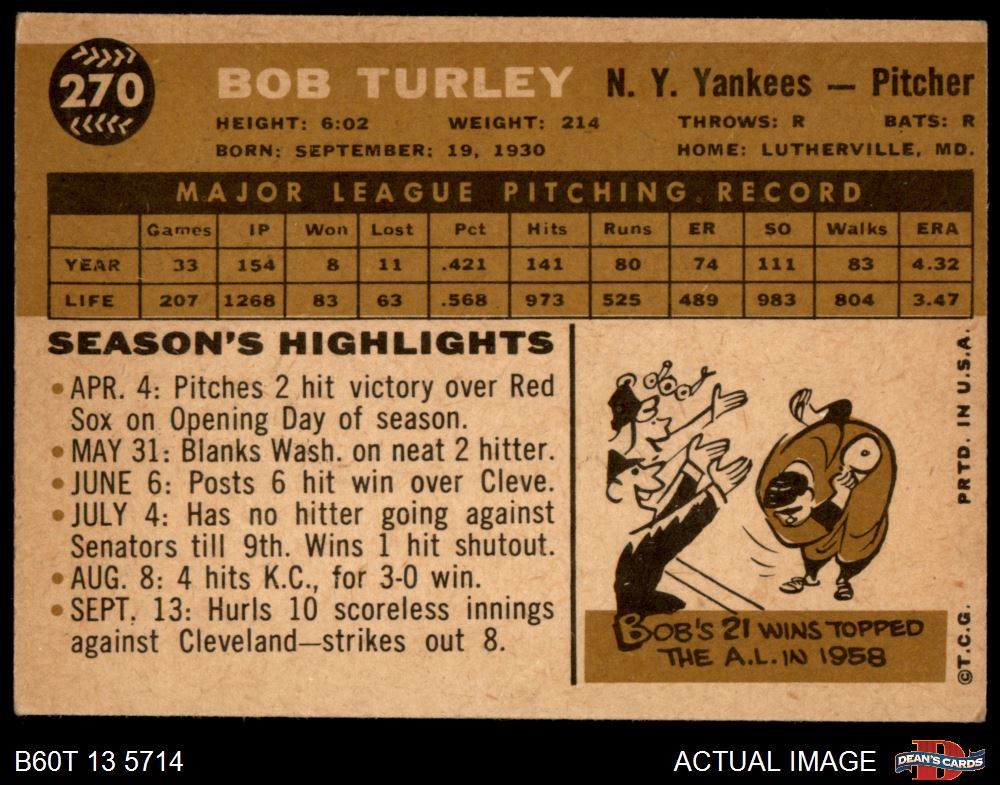 270
BOB TURLEY N. Y. Yankees — Pitcher
HEIGHT: 6:02 WEIGHT: 214 THROWS: R BATS: R
BORN: SEPTEMBER: 19, 1930 HOME: LUTHERVILLE, MD.
MAJOR LEAGUE PITCHING RECORD
Games IP Won Lost Pct Hits Runs ER SO Walks ERA
YEAR 33 154 8 11 .421 141 80 74 111 83 4.32
LIFE 207 1268 83 63 .568 973 525 489 983 804 3.47
SEASON'S HIGHLIGHTS
• APR. 4: Pitches 2 hit victory over Red
Sox on Opening Day of season.
• MAY 31: Blanks Wash. on neat 2 hitter.
• JUNE 6: Posts 6 hit win over Cleve.
• JULY 4: Has no hitter going against
Senators till 9th. Wins 1 hit shutout.
• AUG. 8: 4 hits K.C., for 3-0 win.
• SEPT. 13: Hurls 10 scoreless innings
against Cleveland—strikes out 8.
BOB'S 21 WINS TOPPED
THE A.L. IN 1958
©T.C.G. PRTD. IN U.S.A.
B60T 13 5714 ACTUAL IMAGE
D
DEAN'S CARDS